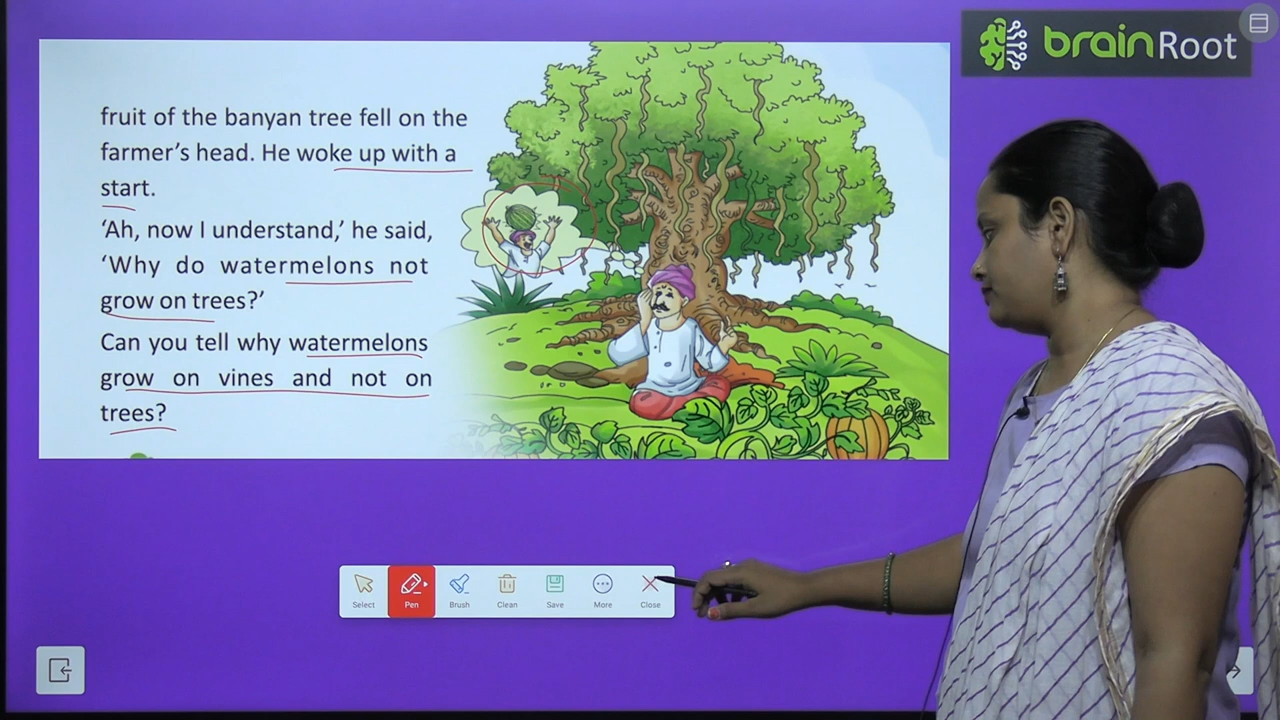 brainRoot
fruit of the banyan tree fell on the
farmer’s head. He woke up with a
start.
‘Ah, now I understand,’ he said,
‘Why do watermelons not
grow on trees?’
Can you tell why watermelons
grow on vines and not on
trees?
Select Pen Brush Clean Save More Close